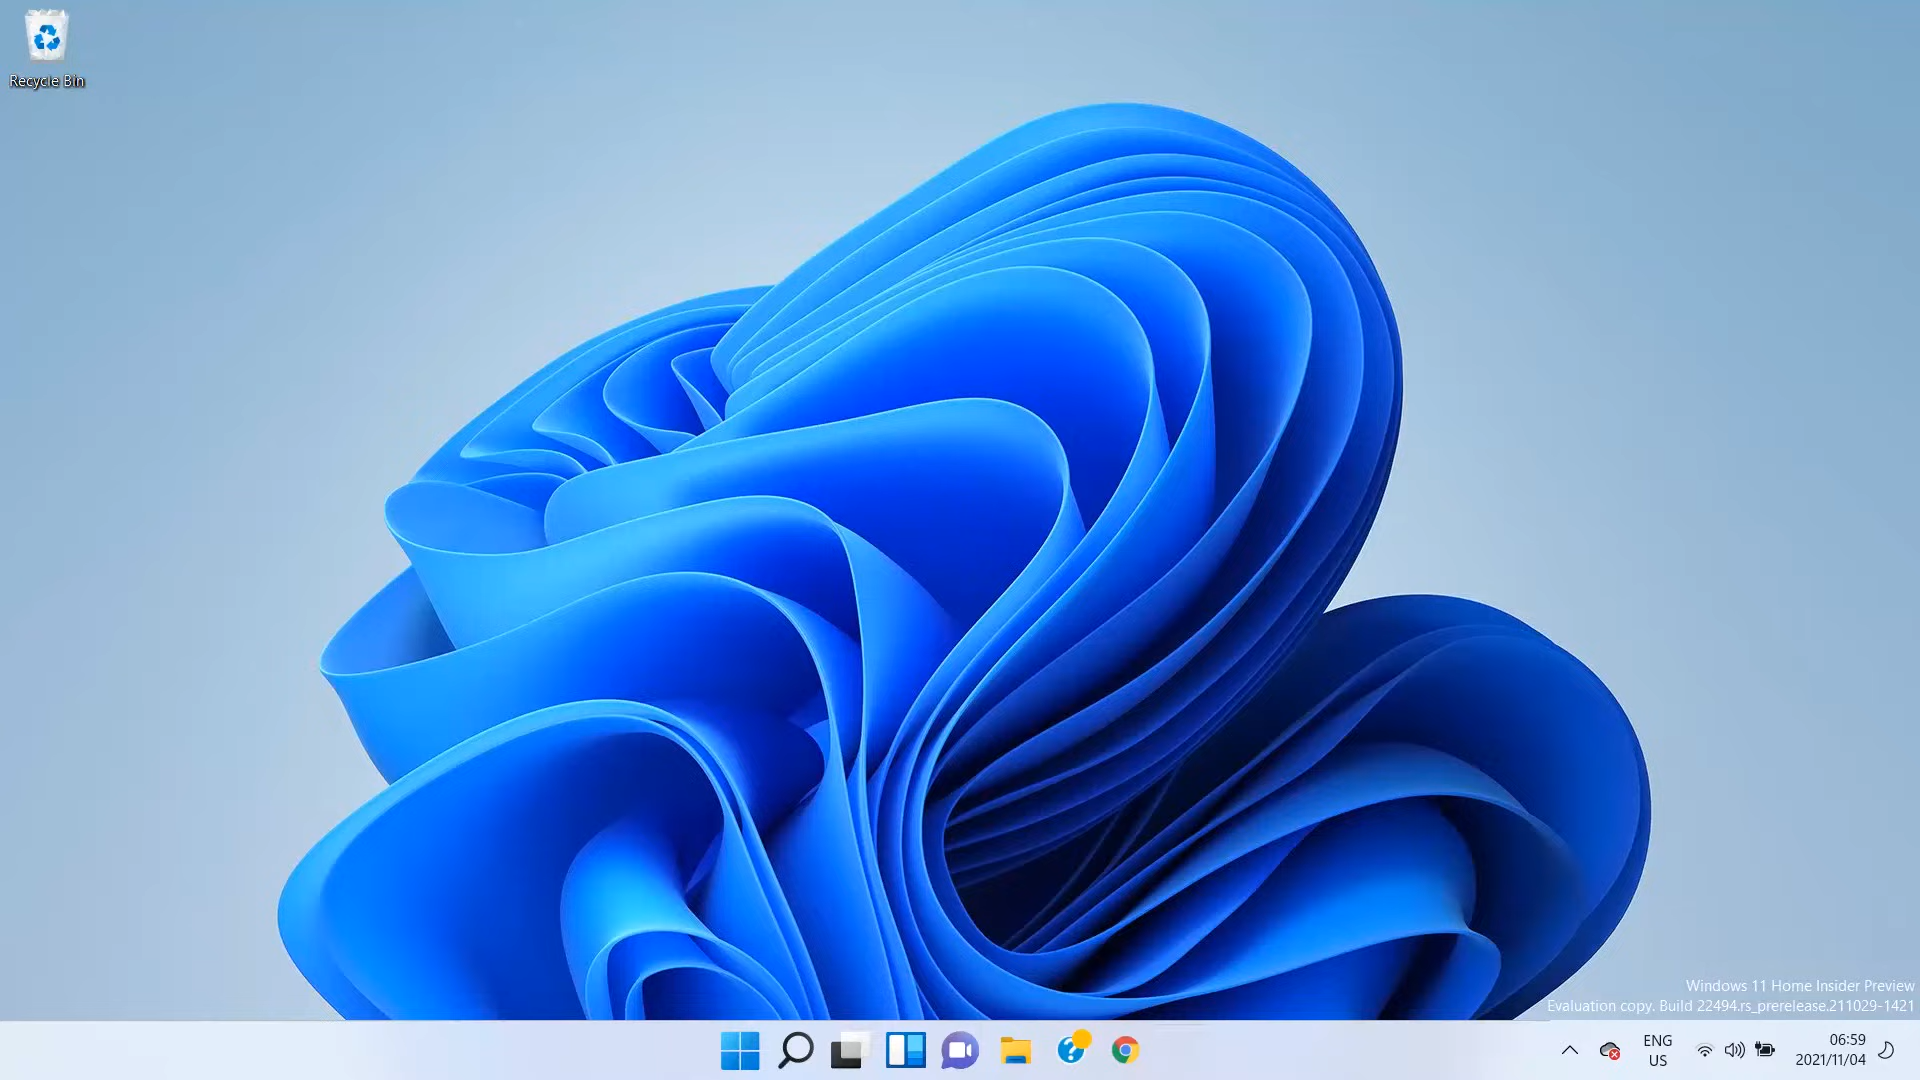 Recycle Bin
Windows 11 Home Insider Preview
Evaluation copy. Build 22494.rs_prerelease.211029-1421
ENG
US
06:59
2021/11/04